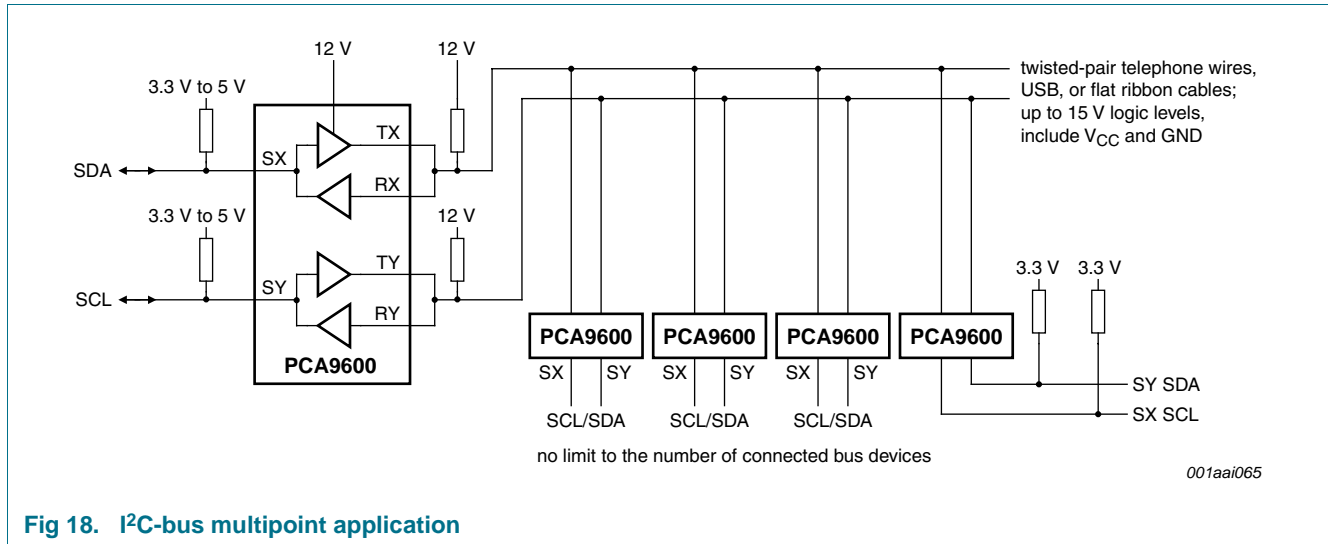 12 V
12 V
3.3 V to 5 V
twisted-pair telephone wires,
USB, or flat ribbon cables;
up to 15 V logic levels,
include VCC and GND
TX
SX
SDA
RX
3.3 V to 5 V
12 V
TY
SY
SCL
RY
PCA9600
3.3 V
3.3 V
PCA9600
PCA9600
PCA9600
PCA9600
SX
SY
SX
SY
SX
SY
SY SDA
SX SCL
SCL/SDA
SCL/SDA
SCL/SDA
no limit to the number of connected bus devices
001aai065
Fig 18. I²C-bus multipoint application